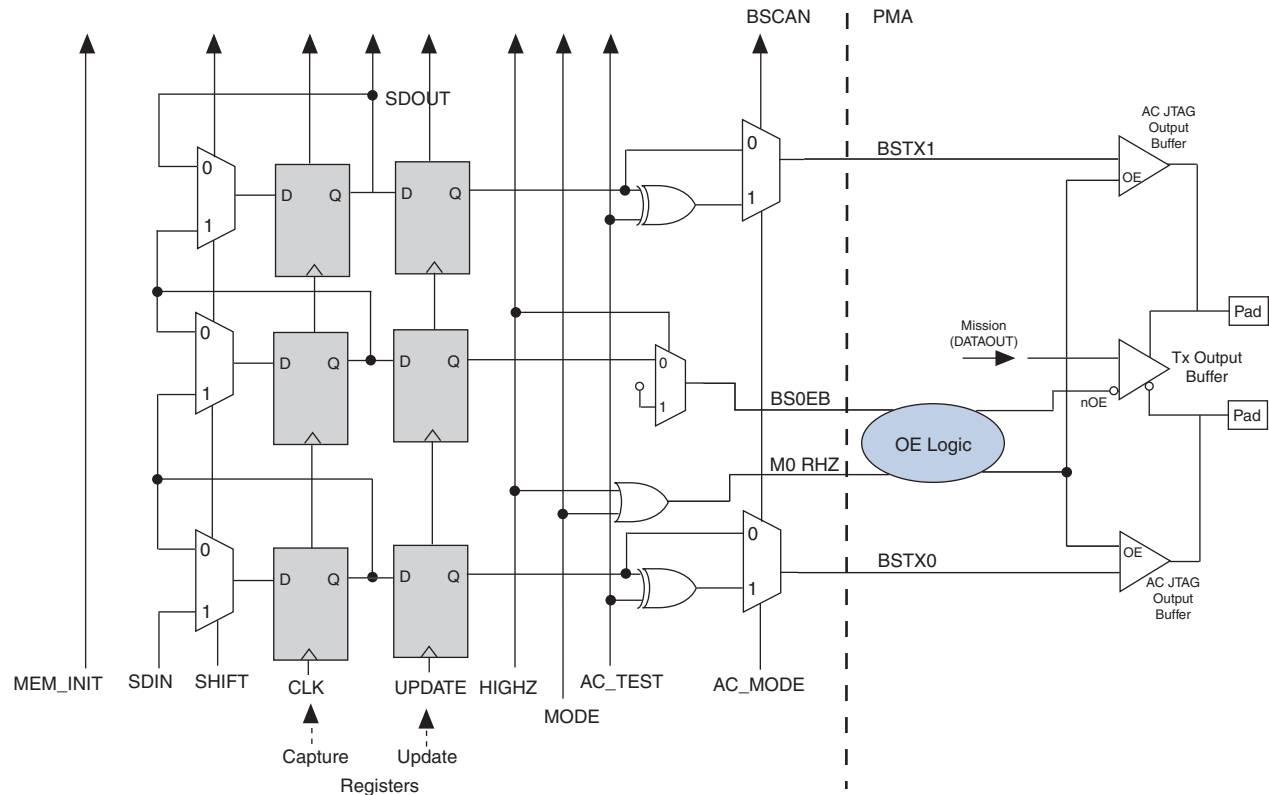 BSCAN
PMA
SDOUT
AC JTAG
Output
Buffer
0
1
D
Q
D
Q
0
1
BSTX1
OE
0
1
D
Q
D
Q
0
1
Mission
(DATAOUT)
Pad
Tx Output
Buffer
nOE
Pad
BS0EB
OE Logic
M0 RHZ
0
1
D
Q
D
Q
0
1
BSTX0
OE
AC JTAG
Output
Buffer
MEM_INIT
SDIN
SHIFT
CLK
UPDATE
HIGHZ
MODE
AC_TEST
AC_MODE
Capture
Update
Registers